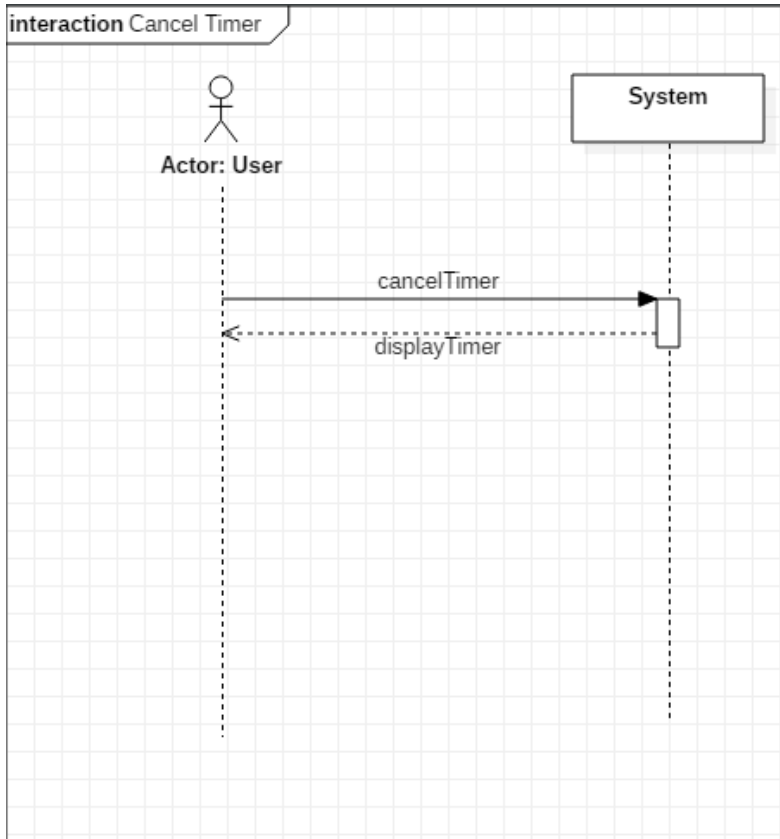 interaction Cancel Timer
System
Actor: User
cancelTimer
displayTimer